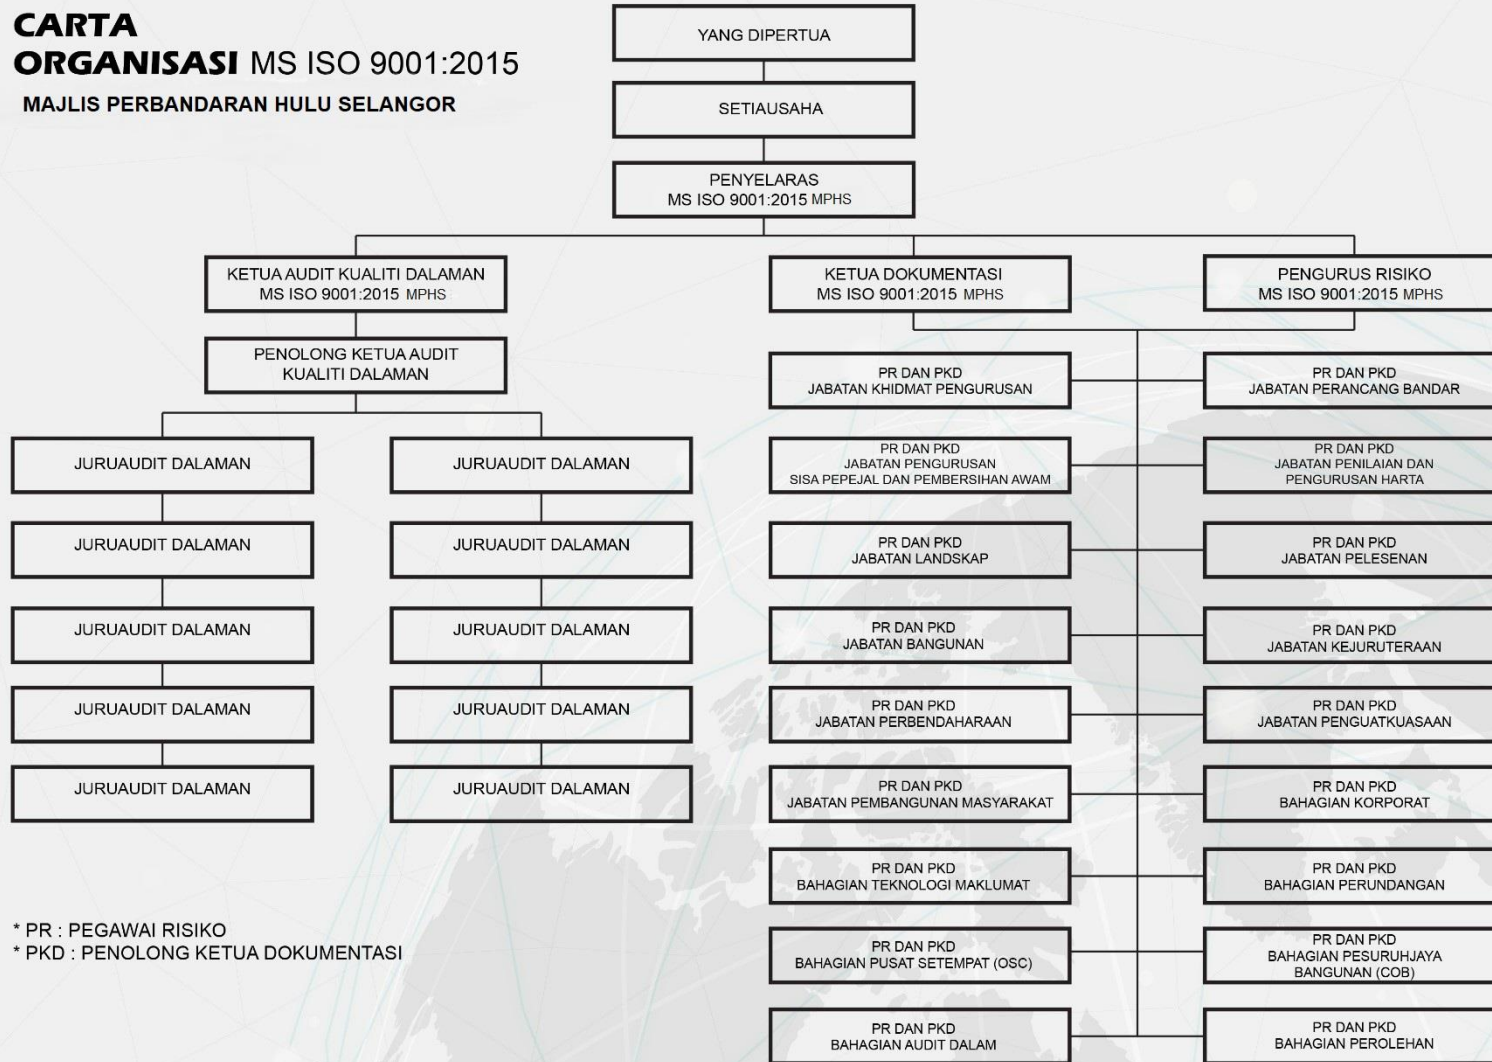 CARTA
ORGANISASI MS ISO 9001:2015
MAJLIS PERBANDARAN HULU SELANGOR
YANG DIPERTUA
SETIAUSAHA
PENYELARAS
MS ISO 9001:2015 MPHS
KETUA AUDIT KUALITI DALAMAN
MS ISO 9001:2015 MPHS
KETUA DOKUMENTASI
MS ISO 9001:2015 MPHS
PENGURUS RISIKO
MS ISO 9001:2015 MPHS
PENOLONG KETUA AUDIT
KUALITI DALAMAN
JURUAUDIT DALAMAN
JURUAUDIT DALAMAN
JURUAUDIT DALAMAN
JURUAUDIT DALAMAN
JURUAUDIT DALAMAN
JURUAUDIT DALAMAN
JURUAUDIT DALAMAN
JURUAUDIT DALAMAN
JURUAUDIT DALAMAN
JURUAUDIT DALAMAN
PR DAN PKD
JABATAN KHIDMAT PENGURUSAN
PR DAN PKD
JABATAN PERANCANG BANDAR
PR DAN PKD
JABATAN PENGURUSAN
SISA PEPEJAL DAN PEMBERSIHAN AWAM
PR DAN PKD
JABATAN PENILAIAN DAN
PENGURUSAN HARTA
PR DAN PKD
JABATAN LANDSKAP
PR DAN PKD
JABATAN PELESENAN
PR DAN PKD
JABATAN BANGUNAN
PR DAN PKD
JABATAN KEJURUTERAAN
PR DAN PKD
JABATAN PERBENDAHARAAN
PR DAN PKD
JABATAN PENGUATKUASAAN
PR DAN PKD
JABATAN PEMBANGUNAN MASYARAKAT
PR DAN PKD
BAHAGIAN KORPORAT
PR DAN PKD
BAHAGIAN TEKNOLOGI MAKLUMAT
PR DAN PKD
BAHAGIAN PERUNDANGAN
PR DAN PKD
BAHAGIAN PUSAT SETEMPAT (OSC)
PR DAN PKD
BAHAGIAN PESURUHJAYA
BANGUNAN (COB)
PR DAN PKD
BAHAGIAN AUDIT DALAM
PR DAN PKD
BAHAGIAN PEROLEHAN
* PR : PEGAWAI RISIKO
* PKD : PENOLONG KETUA DOKUMENTASI